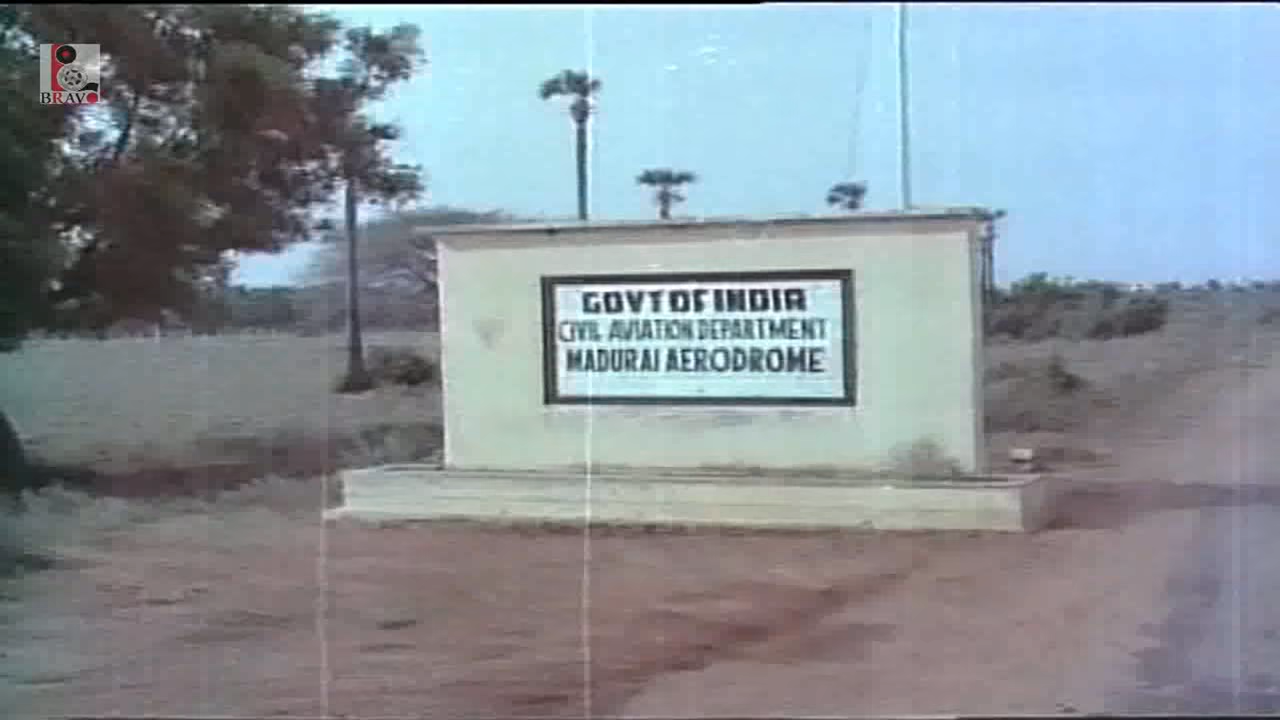 BRAVO
GOVT OF INDIA
CIVIL AVIATION DEPARTMENT
MADURAI AERODROME